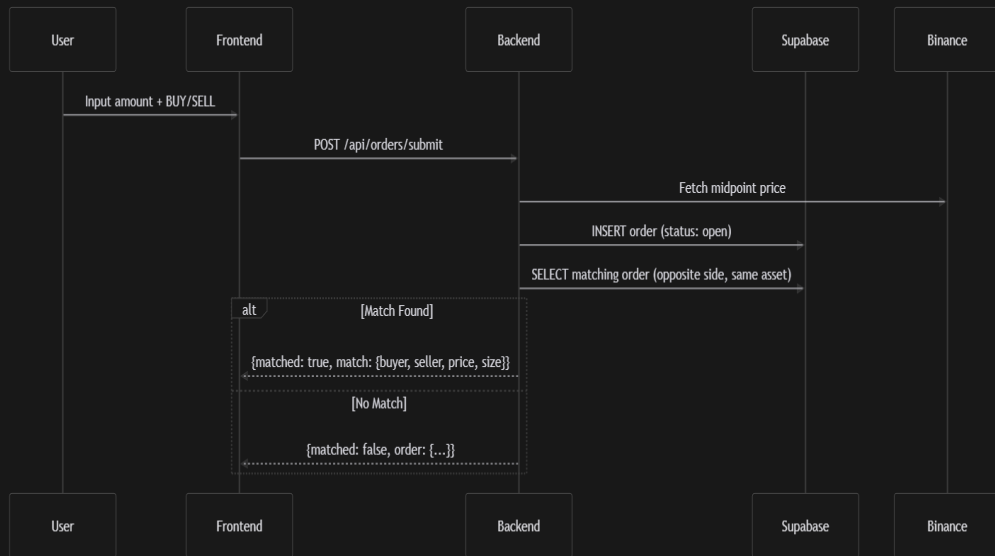 User
Frontend
Backend
Supabase
Binance
Input amount + BUY/SELL
POST /api/orders/submit
Fetch midpoint price
INSERT order (status: open)
SELECT matching order (opposite side, same asset)
alt
[Match Found]
{matched: true, match: {buyer, seller, price, size}}
[No Match]
{matched: false, order: {...}}
User
Frontend
Backend
Supabase
Binance